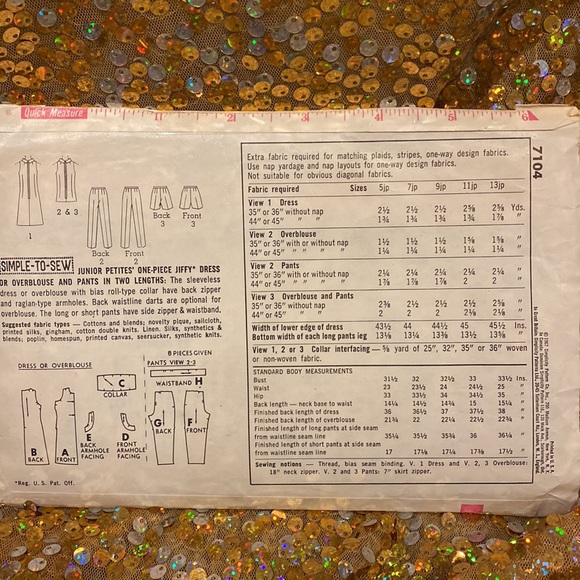 Quick Measure 1 2 3 4 5 6
7104
1
2 & 3
Back
2
Front
2
Back
3
Front
3
SIMPLE-TO-SEW JUNIOR PETITES' ONE-PIECE JIFFY* DRESS
OR OVERBLOUSE AND PANTS IN TWO LENGTHS: The sleeveless
dress or overblouse with bias roll-type collar have back zipper
and raglan-type armholes. Back waistline darts are optional for
overblouse. The long or short pants have side zipper & waistband.
Suggested fabric types — Cottons and blends: novelty pique, sailcloth,
printed silks, gingham, cotton double knits. Linen. Silks, synthetics &
blends; poplin, homespun, printed canvas, seersucker, synthetic knits.
8 PIECES GIVEN
DRESS OR OVERBLOUSE
PANTS VIEW 2-3
WAISTBAND H
C
COLLAR
B
BACK
A
FRONT
E
BACK
ARMHOLE
FACING
D
FRONT
ARMHOLE
FACING
G
BACK
F
FRONT
*Reg. U. S. Pat. Off.
Extra fabric required for matching plaids, stripes, one-way design fabrics.
Use nap yardage and nap layouts for one-way design fabrics.
Not suitable for obvious diagonal fabrics.
Fabric required Sizes 5jp 7jp 9jp 11jp 13jp
View 1 Dress
35" or 36" without nap 2½ 2½ 2½ 2⅝ 2⅝ Yds.
44" or 45" " " 1¾ 1¾ 1¾ 1¾ 1¾ "
View 2 Overblouse
35" or 36" with or without nap 1½ 1½ 1½ 1⅝ 1⅝ "
44" or 45" " " " 1¼ 1¼ 1¼ 1¼ 1¼ "
View 2 Pants
35" or 36" with or without nap 2¼ 2¼ 2¼ 2¼ 2¼ "
44" or 45" " " " 1⅞ 1⅞ 1⅞ 2 2 "
View 3 Overblouse and Pants
35" or 36" without nap 2⅜ 2½ 2½ 2½ 2⅝ "
44" or 45" " " 2 2 2 2⅛ 2⅛ "
Width of lower edge of dress 43½ 44 44½ 45 45½ Ins.
Bottom width of each long pants leg 13⅛ 13⅛ 13⅛ 13½ 13⅝ "
View 1, 2 or 3 Collar interfacing — ⅝ yard of 25", 32", 35" or 36" woven
or non-woven fabric.
STANDARD BODY MEASUREMENTS
Bust 31½ 32 32½ 33 33½ Ins.
Waist 23 23½ 24 24½ 25 "
Hip 33 33½ 34 34½ 35 "
Back length — neck base to waist 14 14¼ 14½ 14¾ 15 "
Finished back length of dress 36 36½ 37 37½ 38 "
Finished back length of overblouse 21¾ 22 22¼ 22½ 22¾ "
Finished length of long pants at side seam
from waistline seam 35¼ 35½ 35¾ 36 36¼ "
Finished length of short pants at side seam
from waistline seam 17 17⅛ 17¼ 17⅜ 17½ "
Sewing notions — Thread, bias seam binding. V. 1 Dress and V. 2, 3 Overblouse:
18" neck zipper. V. 2 and 3 Pants: 7" skirt zipper.